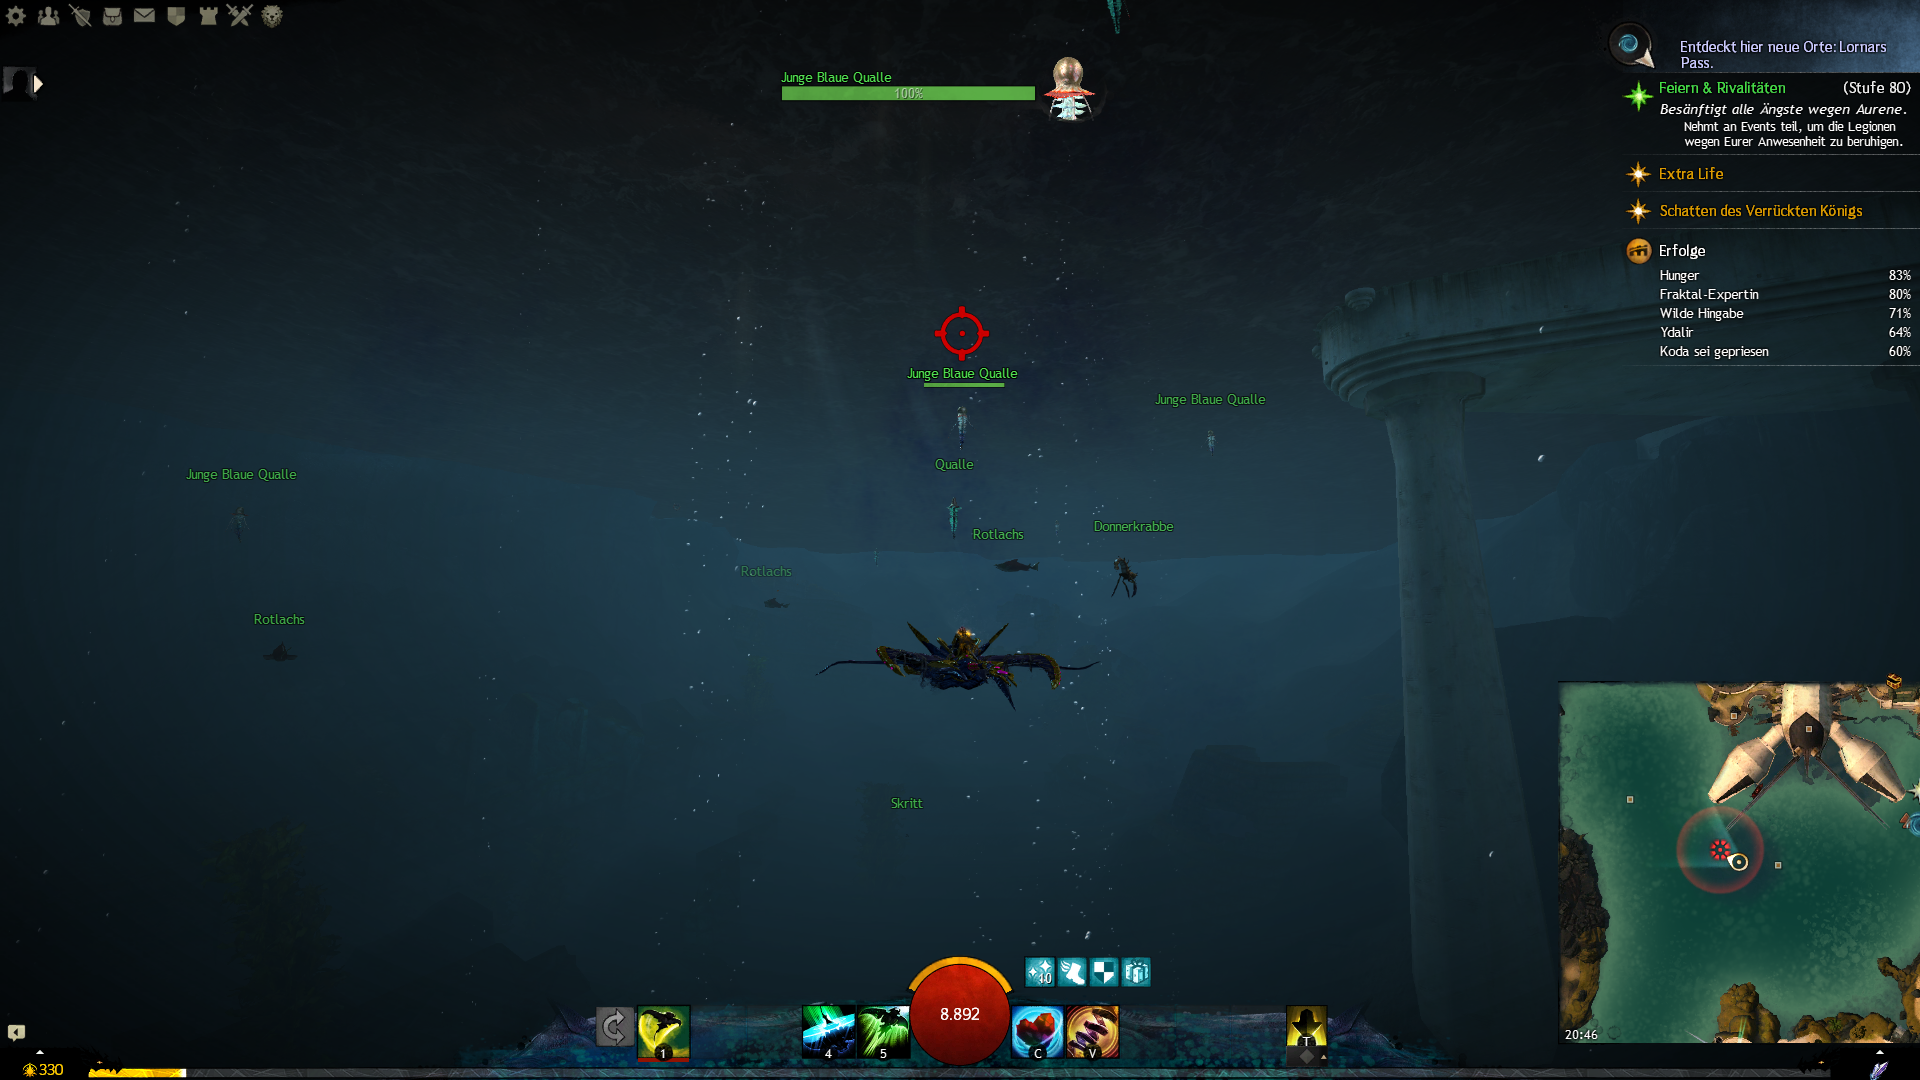 Junge Blaue Qualle
100%
Entdeckt hier neue Orte: Lornars
Pass.
Feiern & Rivalitäten (Stufe 80)
Besänftigt alle Ängste wegen Aurene.
Nehmt an Events teil, um die Legionen
wegen Eurer Anwesenheit zu beruhigen.
Extra Life
Schatten des Verrückten Königs
Erfolge
Hunger 83%
Fraktal-Expertin 80%
Wilde Hingabe 71%
Ydalir 64%
Koda sei gepriesen 60%
Junge Blaue Qualle
Junge Blaue Qualle
Qualle
Junge Blaue Qualle
Donnerkrabbe
Rotlachs
Rotlachs
Rotlachs
Skritt
10
8.892
1
4
5
C
V
T
20:46
330